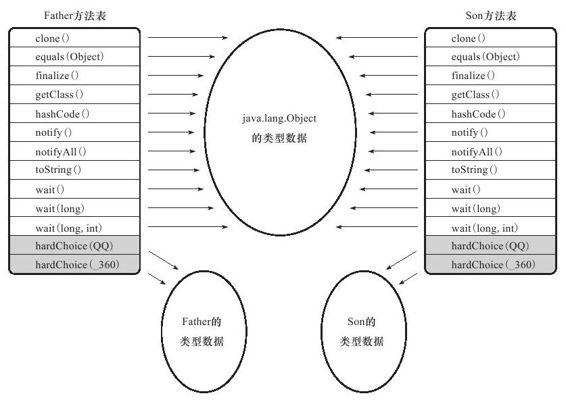 Father方法表
clone()
equals(Object)
finalize()
getClass()
hashCode()
notify()
notifyAll()
toString()
wait()
wait(long)
wait(long, int)
hardChoice(QQ)
hardChoice(_360)
java.lang.Object
的类型数据
Son方法表
clone()
equals(Object)
finalize()
getClass()
hashCode()
notify()
notifyAll()
toString()
wait()
wait(long)
wait(long, int)
hardChoice(QQ)
hardChoice(_360)
Father的
类型数据
Son的
类型数据